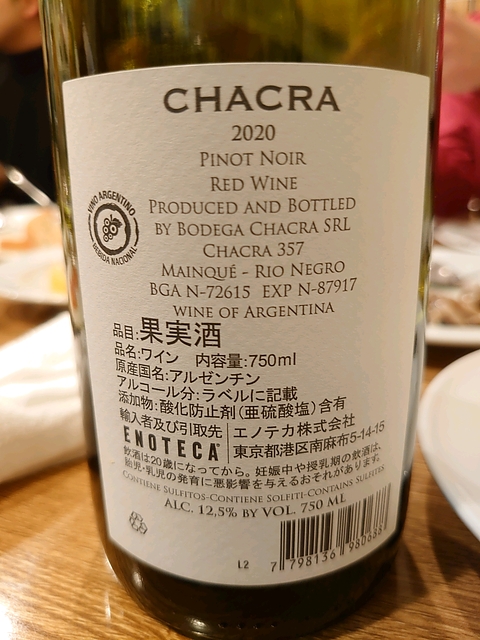 CHACRA
2020
PINOT NOIR
RED WINE
PRODUCED AND BOTTLED
BY BODEGA CHACRA SRL
CHACRA 357
MAINQUÉ - RIO NEGRO
BGA N-72615 EXP N-87917
WINE OF ARGENTINA
VINO ARGENTINO
BEBIDA NACIONAL
品目:果実酒
品名:ワイン 内容量:750ml
原産国名:アルゼンチン
アルコール分:ラベルに記載
添加物:酸化防止剤(亜硫酸塩)含有
輸入者及び引取先 エノテカ株式会社
ENOTECA 東京都港区南麻布5-14-15
飲酒は20歳になってから。妊娠中や授乳期の飲酒は、
胎児・乳児の発育に悪影響を与えるおそれがあります。
CONTIENE SULFITOS-CONTIENE SOLFITI-CONTAINS SULFITES
ALC. 12,5% BY VOL. 750 ML
L2
7 798136 980688